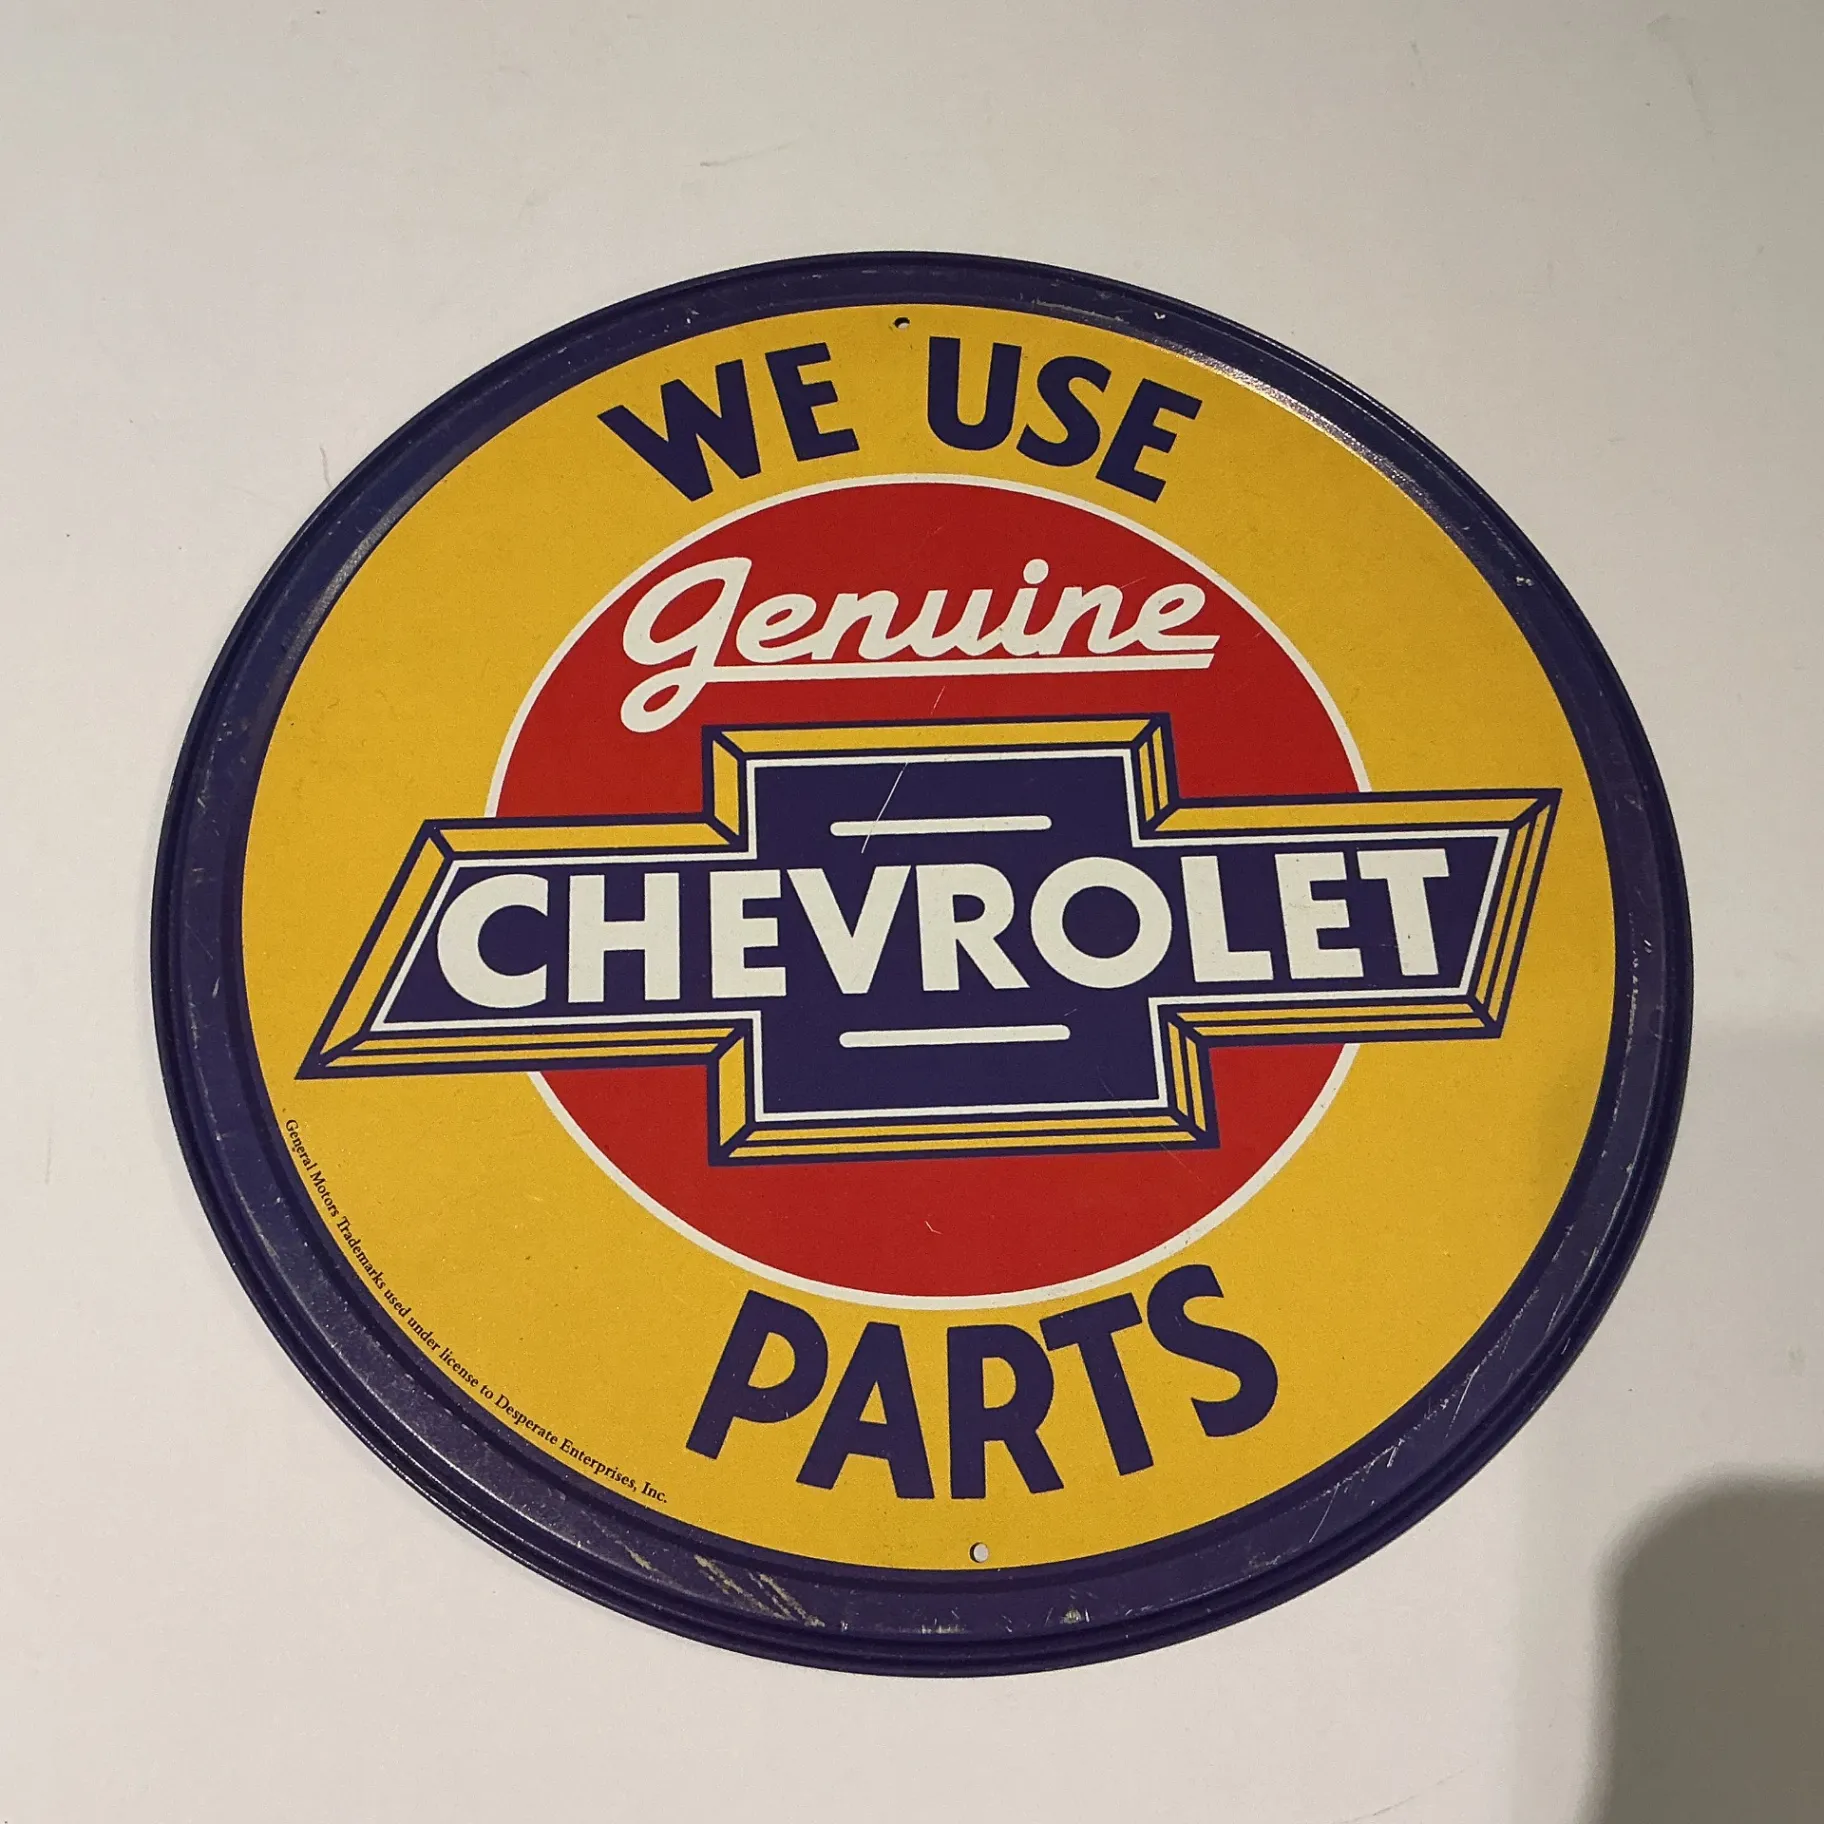 WE USE
Genuine
CHEVROLET
PARTS
General Motors Trademarks used under license to Desperate Enterprises, Inc.